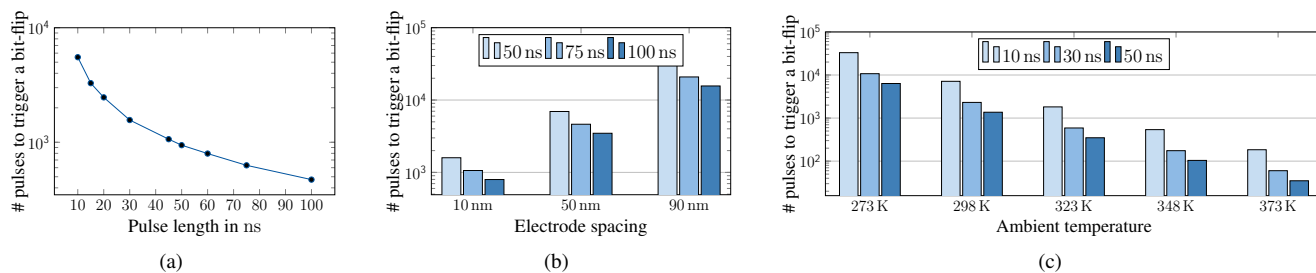 # pulses to trigger a bit-flip
10^4
10^3
10 20 30 40 50 60 70 80 90 100
Pulse length in ns
(a)
# pulses to trigger a bit-flip
10^5
10^4
10^3
50 ns 75 ns 100 ns
10 nm 50 nm 90 nm
Electrode spacing
(b)
# pulses to trigger a bit-flip
10^5
10^4
10^3
10^2
10 ns 30 ns 50 ns
273 K 298 K 323 K 348 K 373 K
Ambient temperature
(c)